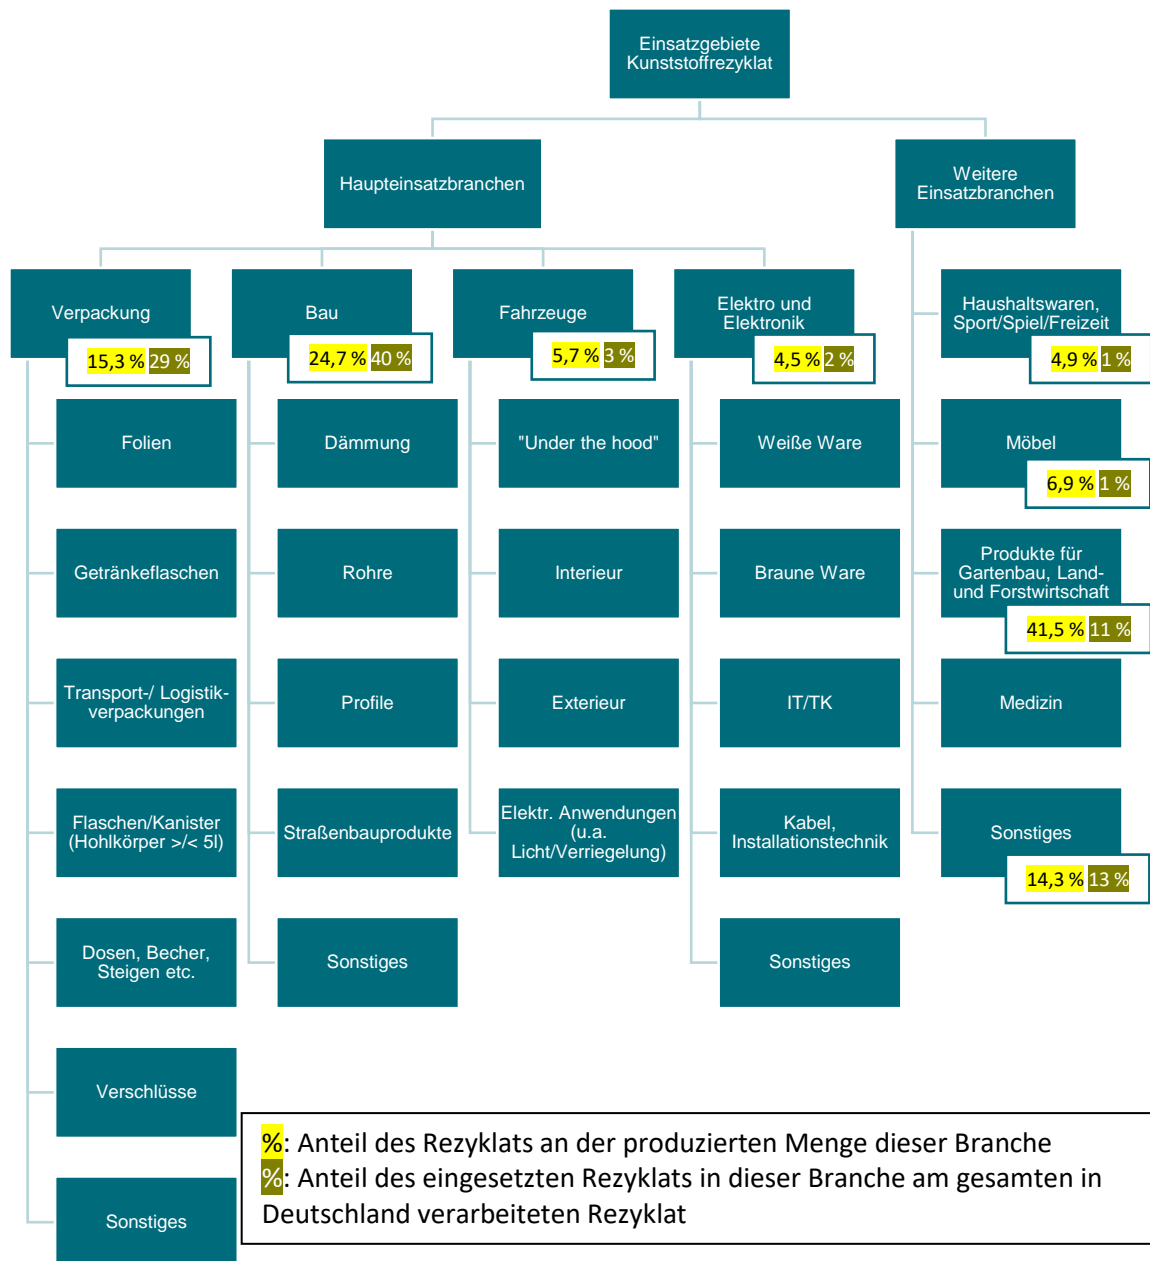 Einsatzgebiete
Kunststoffrezyklat
Haupteinsatzbranchen
Weitere
Einsatzbranchen
Verpackung
15,3 % 29 %
Folien
Getränkeflaschen
Transport-/ Logistik-
verpackungen
Flaschen/Kanister
(Hohlkörper >/< 5l)
Dosen, Becher,
Steigen etc.
Verschlüsse
Sonstiges
Bau
24,7 % 40 %
Dämmung
Rohre
Profile
Straßenbauprodukte
Sonstiges
Fahrzeuge
5,7 % 3 %
"Under the hood"
Interieur
Exterieur
Elektr. Anwendungen
(u.a.
Licht/Verriegelung)
Elektro und
Elektronik
4,5 % 2 %
Weiße Ware
Braune Ware
IT/TK
Kabel,
Installationstechnik
Sonstiges
Haushaltswaren,
Sport/Spiel/Freizeit
4,9 % 1 %
Möbel
6,9 % 1 %
Produkte für
Gartenbau, Land-
und Forstwirtschaft
41,5 % 11 %
Medizin
Sonstiges
14,3 % 13 %
%: Anteil des Rezyklats an der produzierten Menge dieser Branche
%: Anteil des eingesetzten Rezyklats in dieser Branche am gesamten in
Deutschland verarbeiteten Rezyklat